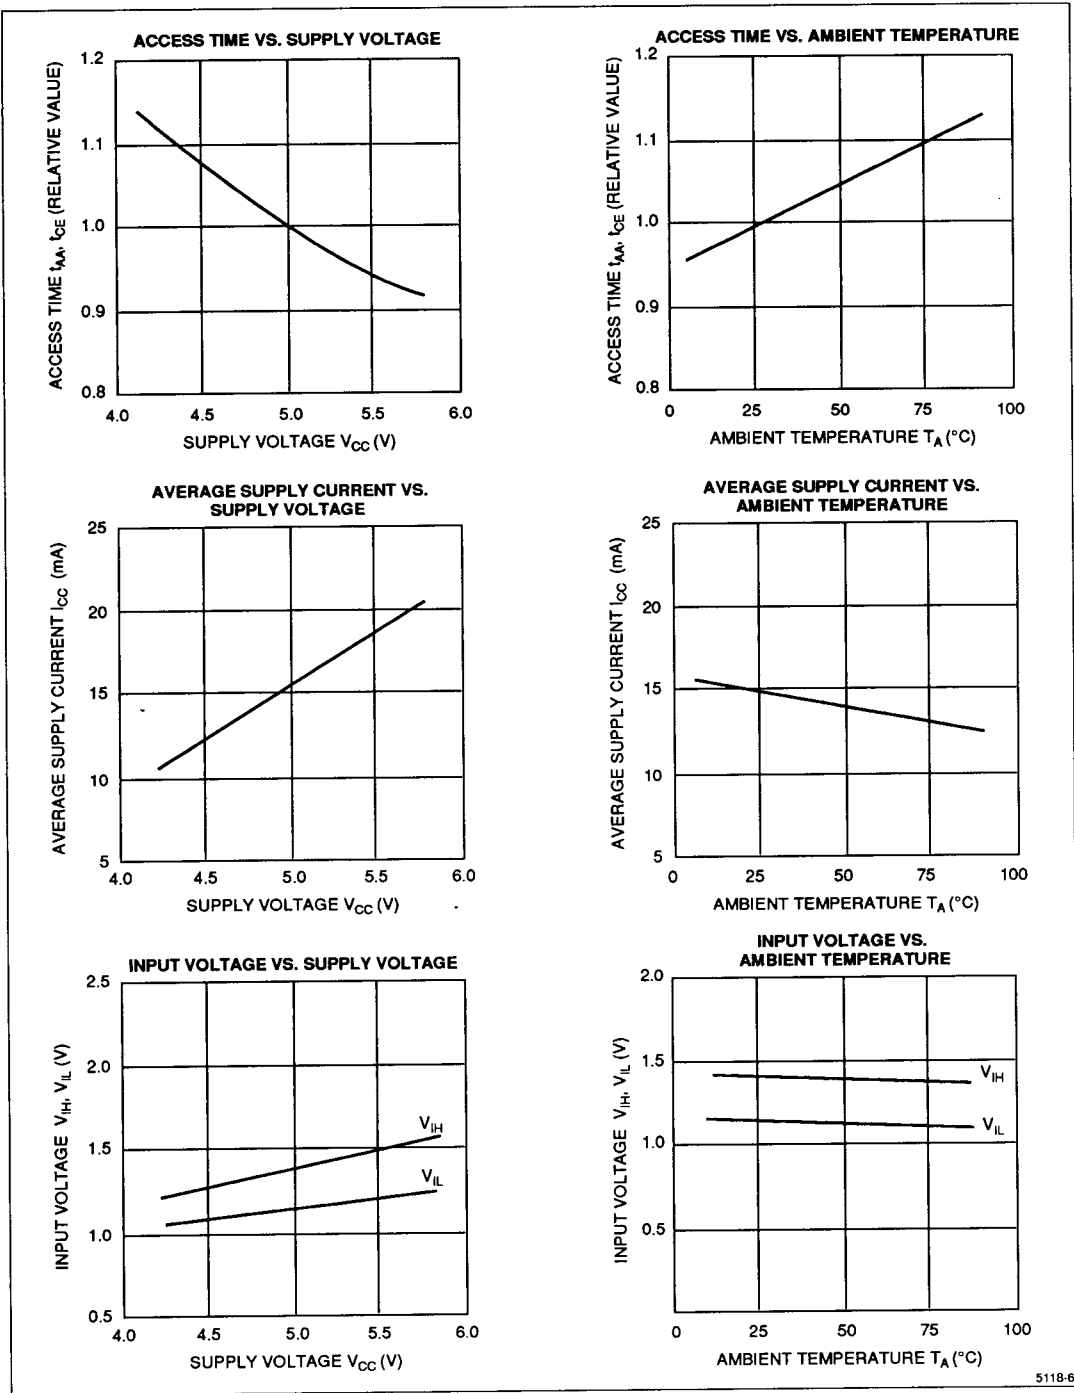 ACCESS TIME VS. SUPPLY VOLTAGE
ACCESS TIME tAA, tCE (RELATIVE VALUE)
1.2
1.1
1.0
0.9
0.8
4.0 4.5 5.0 5.5 6.0
SUPPLY VOLTAGE VCC (V)
ACCESS TIME VS. AMBIENT TEMPERATURE
ACCESS TIME tAA, tCE (RELATIVE VALUE)
1.2
1.1
1.0
0.9
0.8
0 25 50 75 100
AMBIENT TEMPERATURE TA (°C)
AVERAGE SUPPLY CURRENT VS.
SUPPLY VOLTAGE
AVERAGE SUPPLY CURRENT ICC (mA)
25
20
15
10
5
4.0 4.5 5.0 5.5 6.0
SUPPLY VOLTAGE VCC (V)
AVERAGE SUPPLY CURRENT VS.
AMBIENT TEMPERATURE
AVERAGE SUPPLY CURRENT ICC (mA)
25
20
15
10
5
0 25 50 75 100
AMBIENT TEMPERATURE TA (°C)
INPUT VOLTAGE VS. SUPPLY VOLTAGE
INPUT VOLTAGE VIH, VIL (V)
2.5
2.0
1.5
1.0
0.5
VIH
VIL
4.0 4.5 5.0 5.5 6.0
SUPPLY VOLTAGE VCC (V)
INPUT VOLTAGE VS.
AMBIENT TEMPERATURE
INPUT VOLTAGE VIH, VIL (V)
2.0
1.5
1.0
0.5
VIH
VIL
0 25 50 75 100
AMBIENT TEMPERATURE TA (°C)
5118-6